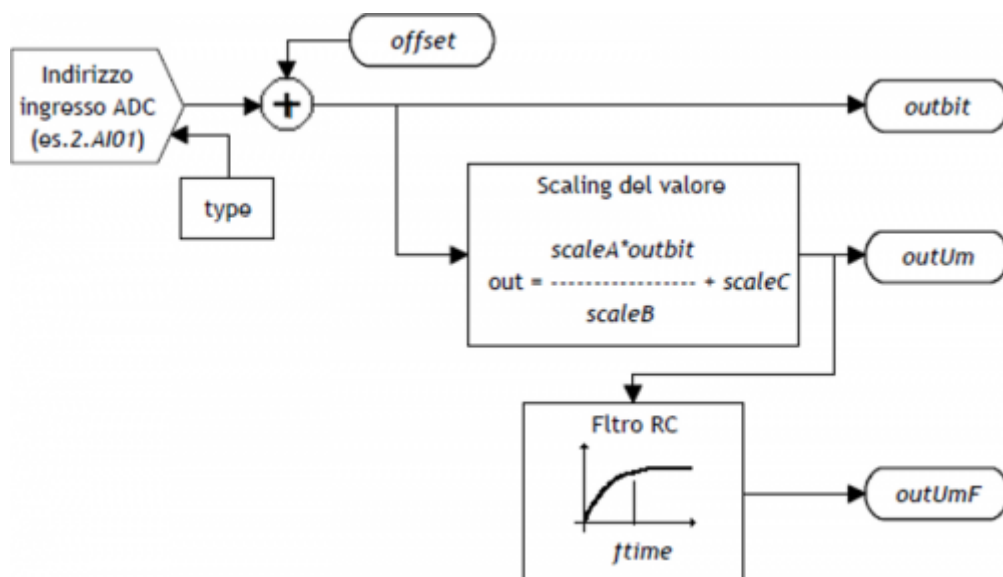 offset
Indirizzo
ingresso ADC
(es.2.AI01)
+
outbit
type
Scaling del valore
scaleA*outbit
out = ----------------- + scaleC
scaleB
outUm
Fltro RC
ftime
outUmF